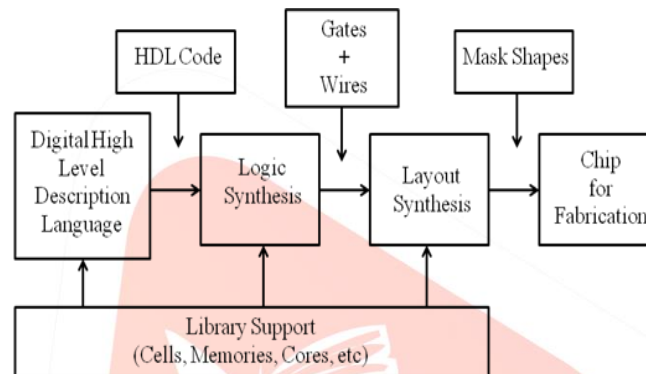 HDL Code
Gates
+
Wires
Mask Shapes
Digital High
Level
Description
Language
Logic
Synthesis
Layout
Synthesis
Chip
for
Fabrication
Library Support
(Cells, Memories, Cores, etc)